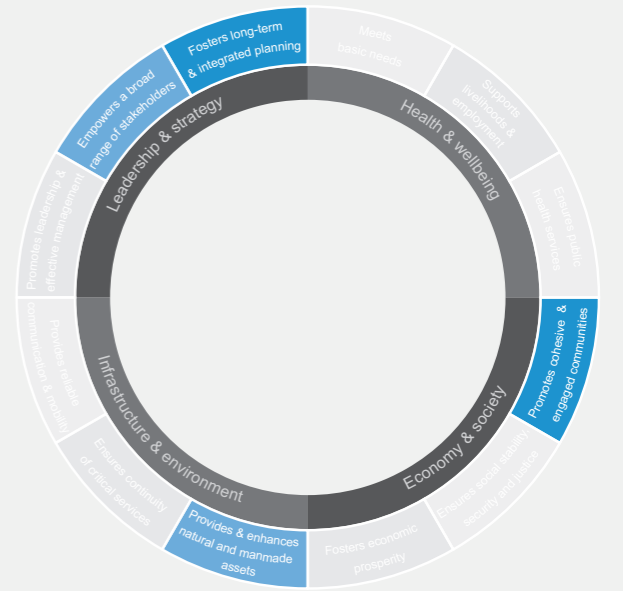 Fosters long-term
& integrated planning
Meets
basic needs
Supports
livelihoods &
employment
Ensures public
health services
Promotes cohesive &
engaged communities
Ensures social stability,
security and justice
Fosters economic
prosperity
Provides & enhances
natural and manmade
assets
Ensures continuity
of critical services
Provides reliable
communication & mobility
Promotes leadership &
effective management
Empowers a broad
range of stakeholders
Leadership & strategy
Health & wellbeing
Economy & society
Infrastructure & environment